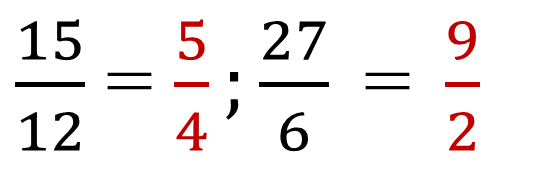 15/12 = 5/4 ; 27/6 = 9/2